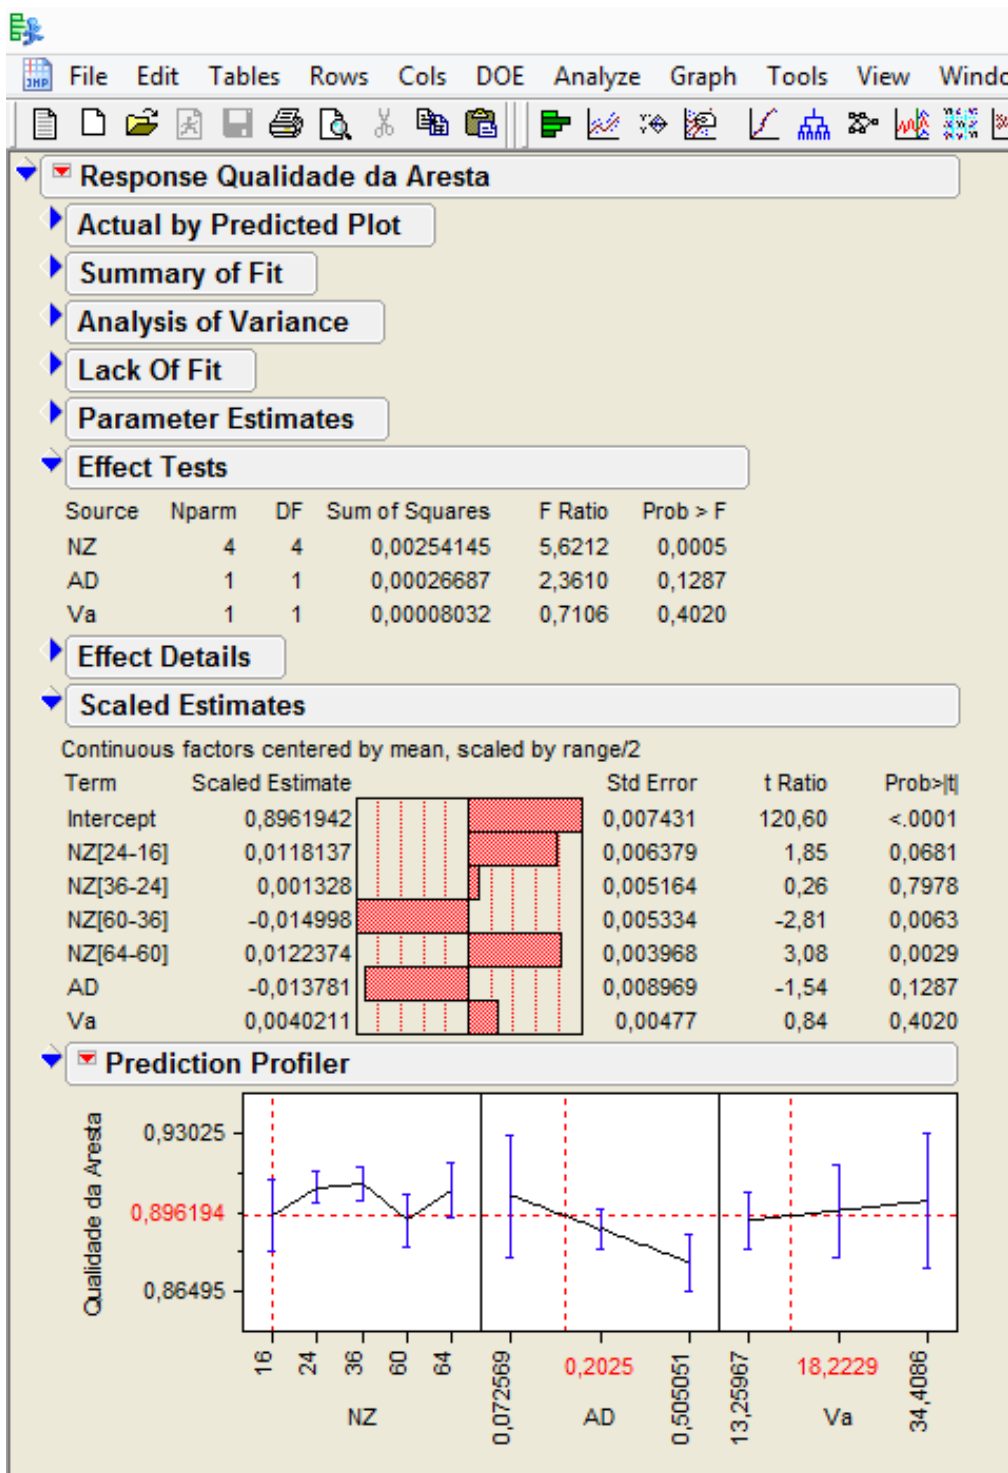 File Edit Tables Rows Cols DOE Analyze Graph Tools View Windo
Response Qualidade da Aresta
Actual by Predicted Plot
Summary of Fit
Analysis of Variance
Lack Of Fit
Parameter Estimates
Effect Tests
Source Nparm DF Sum of Squares F Ratio Prob > F
NZ 4 4 0,00254145 5,6212 0,0005
AD 1 1 0,00026687 2,3610 0,1287
Va 1 1 0,00008032 0,7106 0,4020
Effect Details
Scaled Estimates
Continuous factors centered by mean, scaled by range/2
Term Scaled Estimate Std Error t Ratio Prob>|t|
Intercept 0,8961942 0,007431 120,60 <.0001
NZ[24-16] 0,0118137 0,006379 1,85 0,0681
NZ[36-24] 0,001328 0,005164 0,26 0,7978
NZ[60-36] -0,014998 0,005334 -2,81 0,0063
NZ[64-60] 0,0122374 0,003968 3,08 0,0029
AD -0,013781 0,008969 -1,54 0,1287
Va 0,0040211 0,00477 0,84 0,4020
Prediction Profiler
Qualidade da Aresta
0,93025
0,896194
0,86495
16 24 36 60 64 0,072569 0,2025 0,505051 13,25967 18,2229 34,4086
NZ AD Va